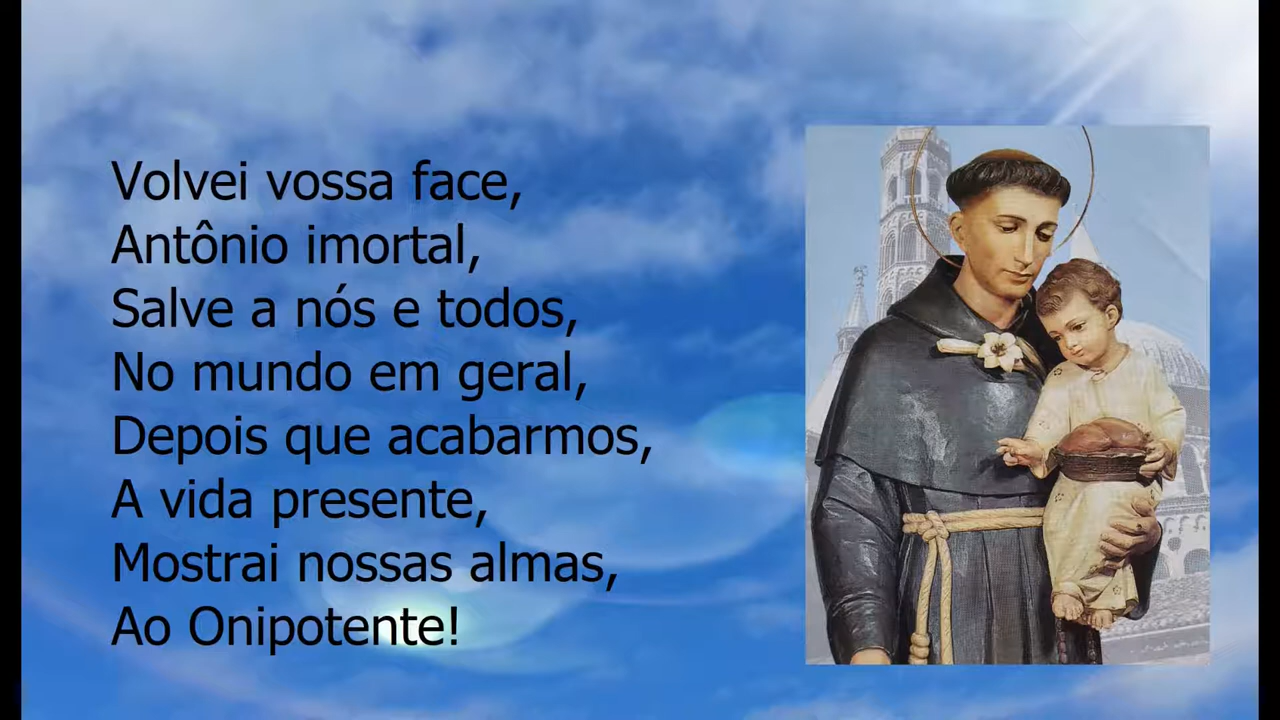 Volvei vossa face,
Antônio imortal,
Salve a nós e todos,
No mundo em geral,
Depois que acabarmos,
A vida presente,
Mostrai nossas almas,
Ao Onipotente!